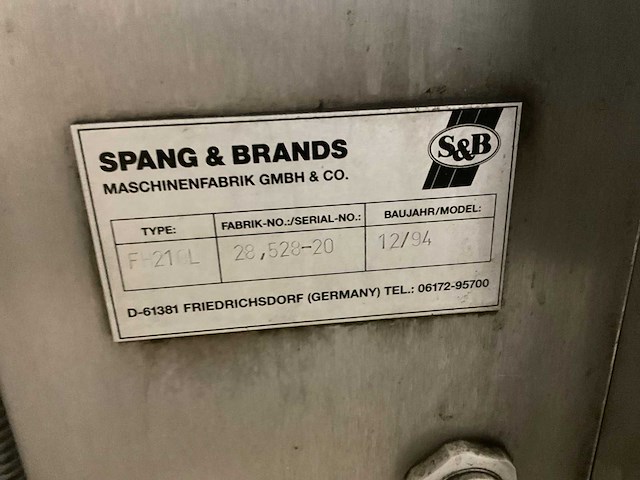 SPANG & BRANDS
MASCHINENFABRIK GMBH & CO.
S&B
TYPE:
FABRIK-NO.:/SERIAL-NO.:
BAUJAHR/MODEL:
28,528-20
12/94
D-61381 FRIEDRICHSDORF (GERMANY) TEL.: 06172-95700